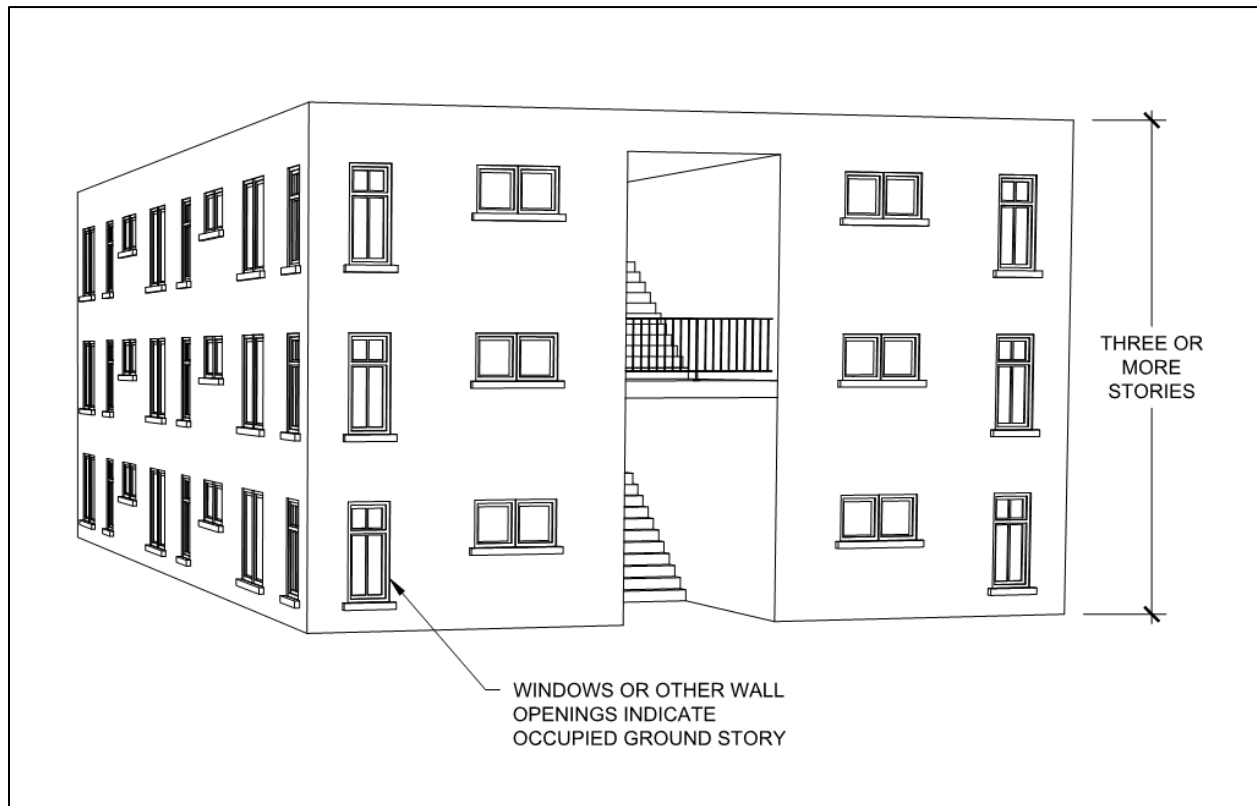 THREE OR
MORE
STORIES
WINDOWS OR OTHER WALL
OPENINGS INDICATE
OCCUPIED GROUND STORY